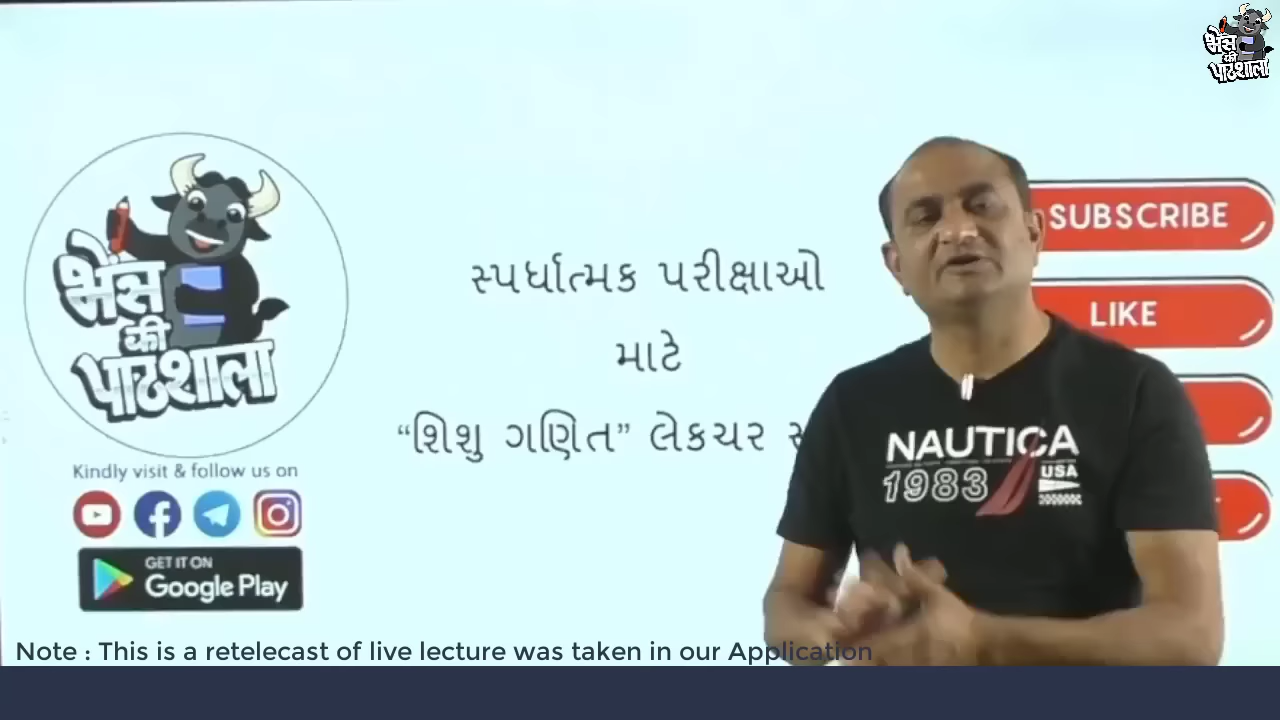 भैंस
की
पाठशाला
भैंस
की
पाठशाला
Kindly visit & follow us on
GET IT ON
Google Play
સ્પર્ધાત્મક પરીક્ષાઓ
માટે
“શિશુ ગણિત” લેકચર
SUBSCRIBE
LIKE
NAUTICA
1983
USA
Note : This is a retelecast of live lecture was taken in our Application